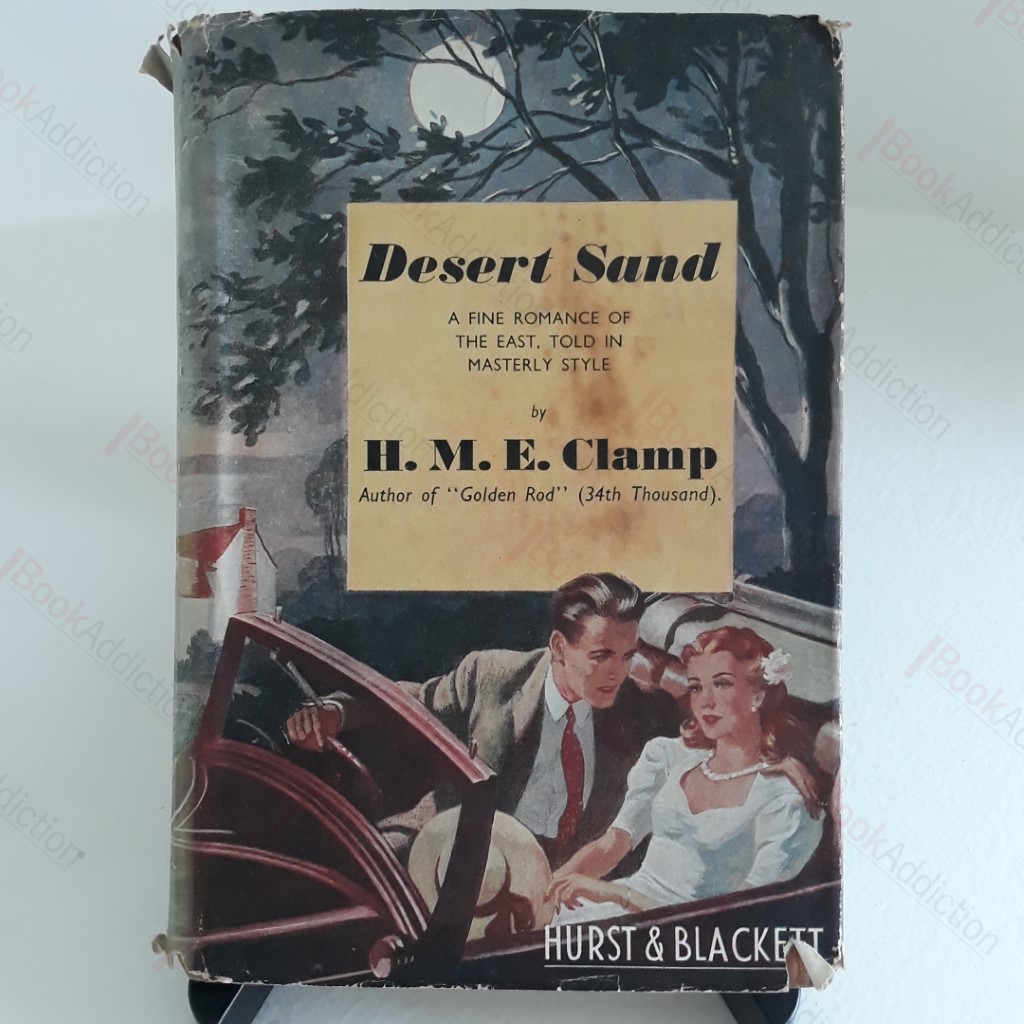 Desert Sand
A FINE ROMANCE OF
THE EAST, TOLD IN
MASTERLY STYLE
by
H. M. E. Clamp
Author of "Golden Rod" (34th Thousand).
HURST & BLACKETT
BookAddiction